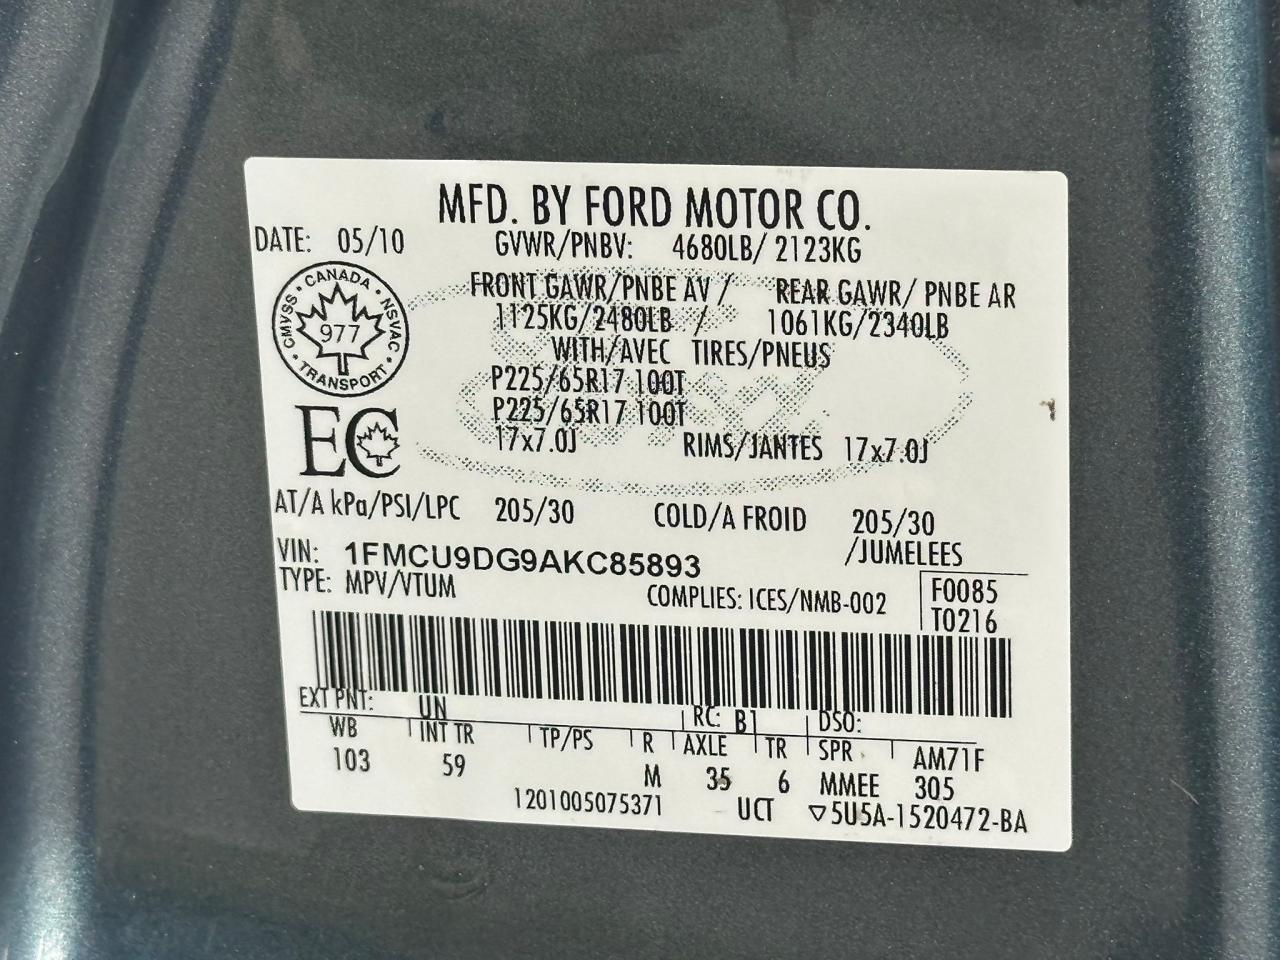 MFD. BY FORD MOTOR CO.
DATE: 05/10 GVWR/PNBV: 4680LB/ 2123KG
FRONT GAWR/PNBE AV / REAR GAWR/ PNBE AR
1125KG/2480LB / 1061KG/2340LB
WITH/AVEC TIRES/PNEUS
P225/65R17 100T
P225/65R17 100T
17x7.0J RIMS/JANTES 17x7.0J
CANADA
CMVSS 977 NSVAC
TRANSPORT
EC
AT/A kPa/PSI/LPC 205/30 COLD/A FROID 205/30
/JUMELEES
VIN: 1FMCU9DG9AKC85893
TYPE: MPV/VTUM COMPLIES: ICES/NMB-002
F0085
T0216
EXT PNT: UN RC: B1 DSO:
WB INT TR TP/PS R AXLE TR SPR AM71F
103 59 M 35 6 MMEE 305
1201005075371 UCT ▽5U5A-1520472-BA